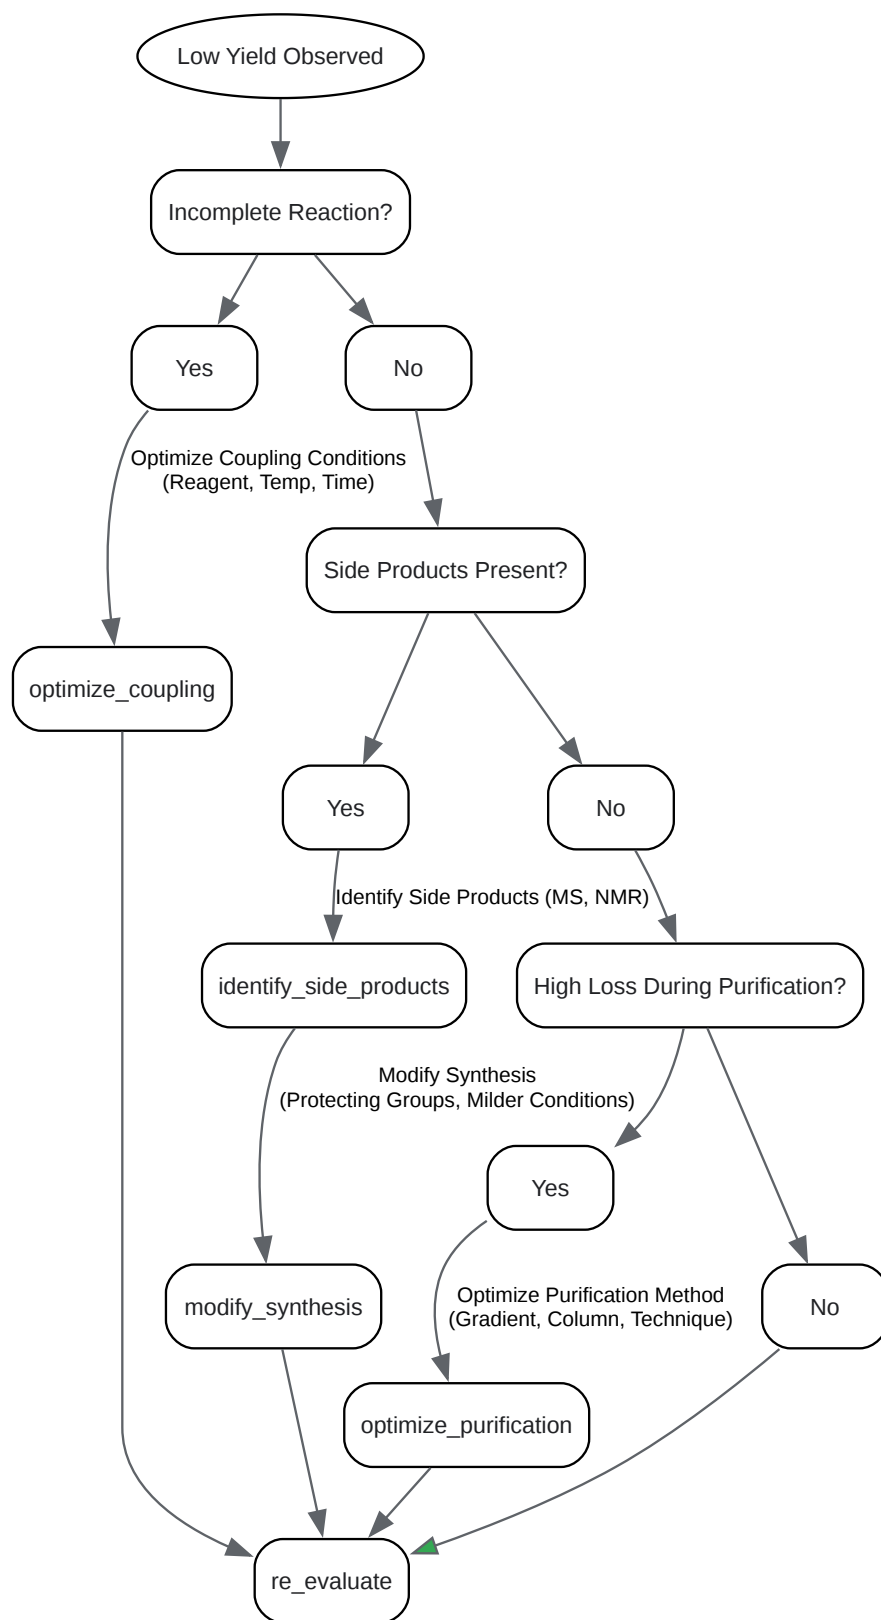 Low Yield Observed
Incomplete Reaction?
Yes
No
Optimize Coupling Conditions
(Reagent, Temp, Time)
Side Products Present?
optimize_coupling
Yes
No
Identify Side Products (MS, NMR)
identify_side_products
High Loss During Purification?
Modify Synthesis
(Protecting Groups, Milder Conditions)
Yes
Optimize Purification Method
(Gradient, Column, Technique)
modify_synthesis
No
optimize_purification
re_evaluate